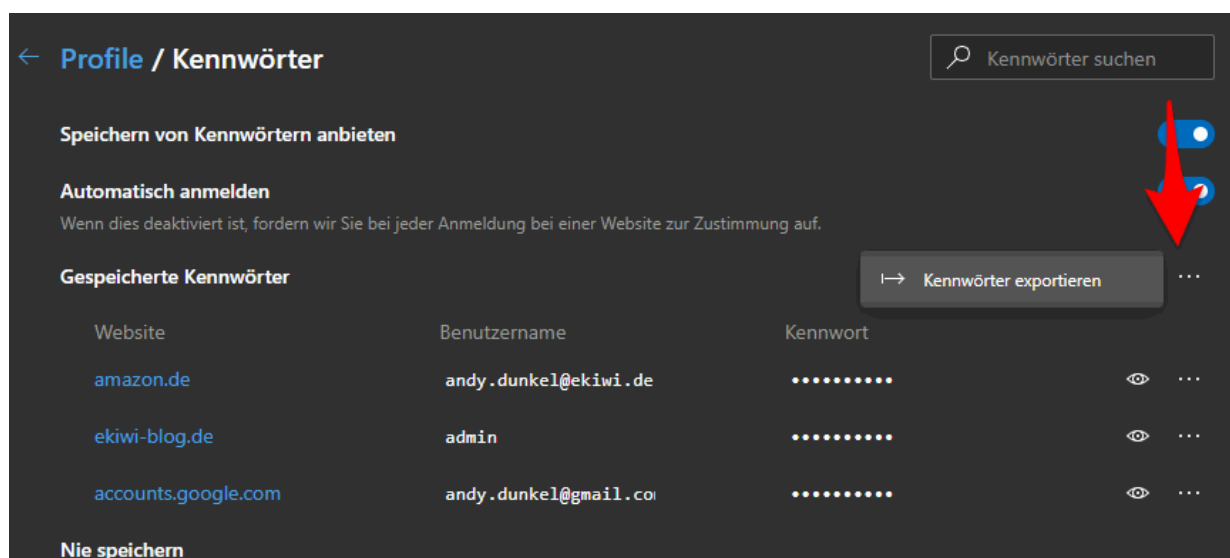 Profile / Kennwörter
Kennwörter suchen
Speichern von Kennwörtern anbieten
Automatisch anmelden
Wenn dies deaktiviert ist, fordern wir Sie bei jeder Anmeldung bei einer Website zur Zustimmung auf.
Gespeicherte Kennwörter
Kennwörter exportieren
Website Benutzername Kennwort
amazon.de andy.dunkel@ekiwi.de ••••••••••
ekiwi-blog.de admin ••••••••••
accounts.google.com andy.dunkel@gmail.co ••••••••••
Nie speichern